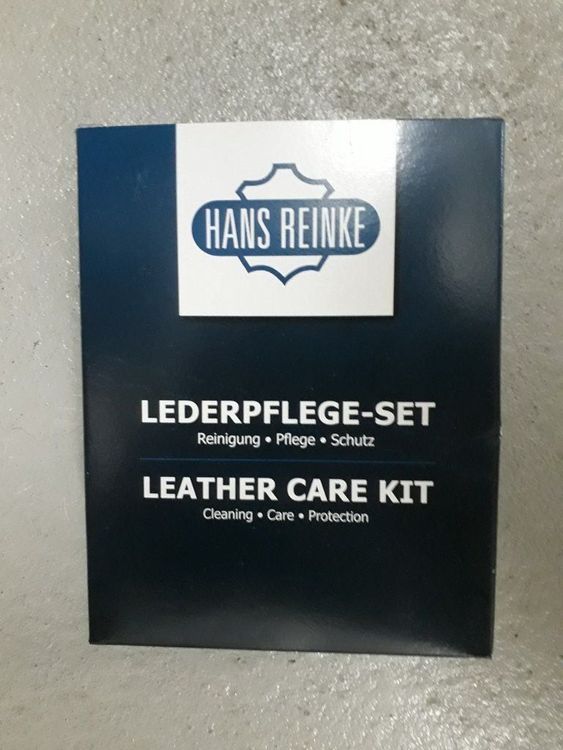 HANS REINKE
LEDERPFLEGE-SET
Reinigung • Pflege • Schutz
LEATHER CARE KIT
Cleaning • Care • Protection